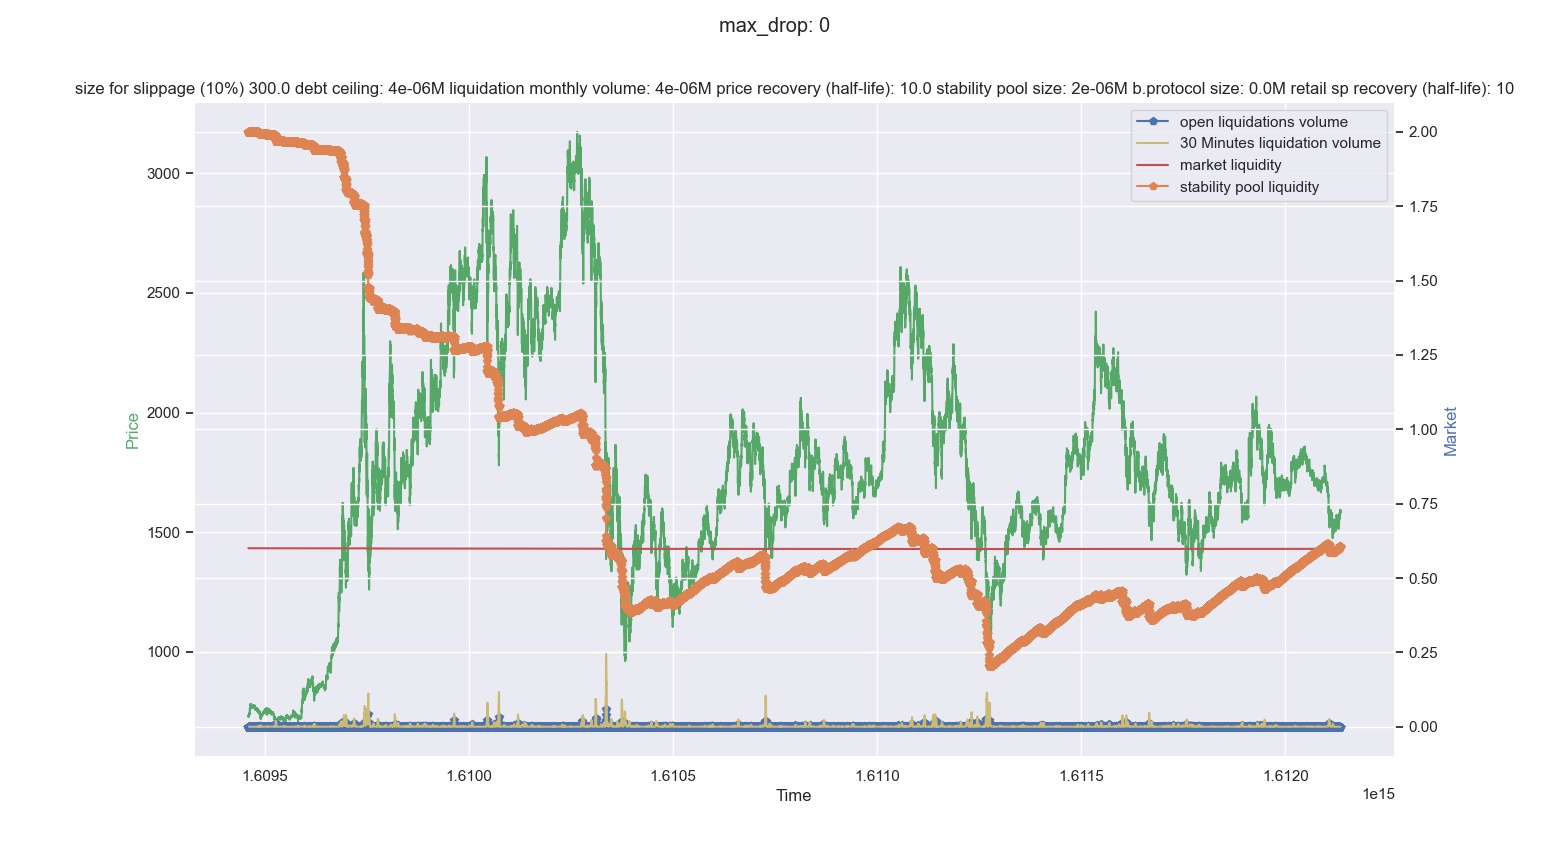 max_drop: 0
size for slippage (10%) 300.0 debt ceiling: 4e-06M liquidation monthly volume: 4e-06M price recovery (half-life): 10.0 stability pool size: 2e-06M b.protocol size: 0.0M retail sp recovery (half-life): 10
open liquidations volume
30 Minutes liquidation volume
market liquidity
stability pool liquidity
3000
2500
2000
1500
1000
Price
2.00
1.75
1.50
1.25
1.00
0.75
0.50
0.25
0.00
Market
1.6095 1.6100 1.6105 1.6110 1.6115 1.6120
Time
1e15